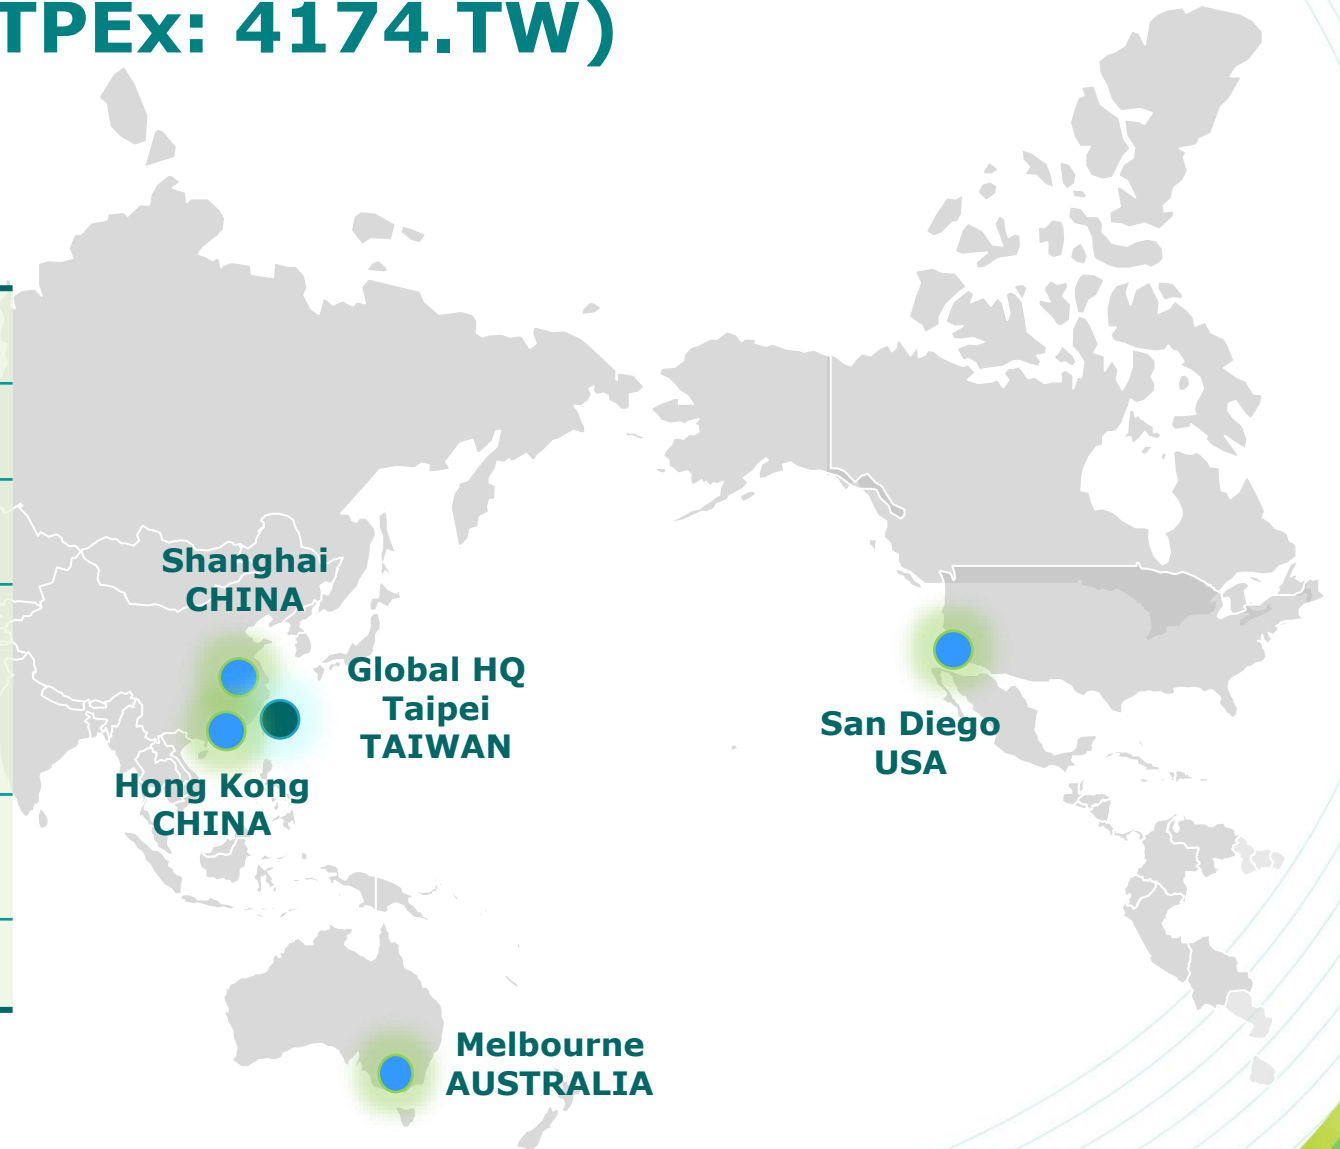 TPEx: 4174.TW)
Shanghai
CHINA
Global HQ
Taipei
TAIWAN
Hong Kong
CHINA
San Diego
USA
Melbourne
AUSTRALIA